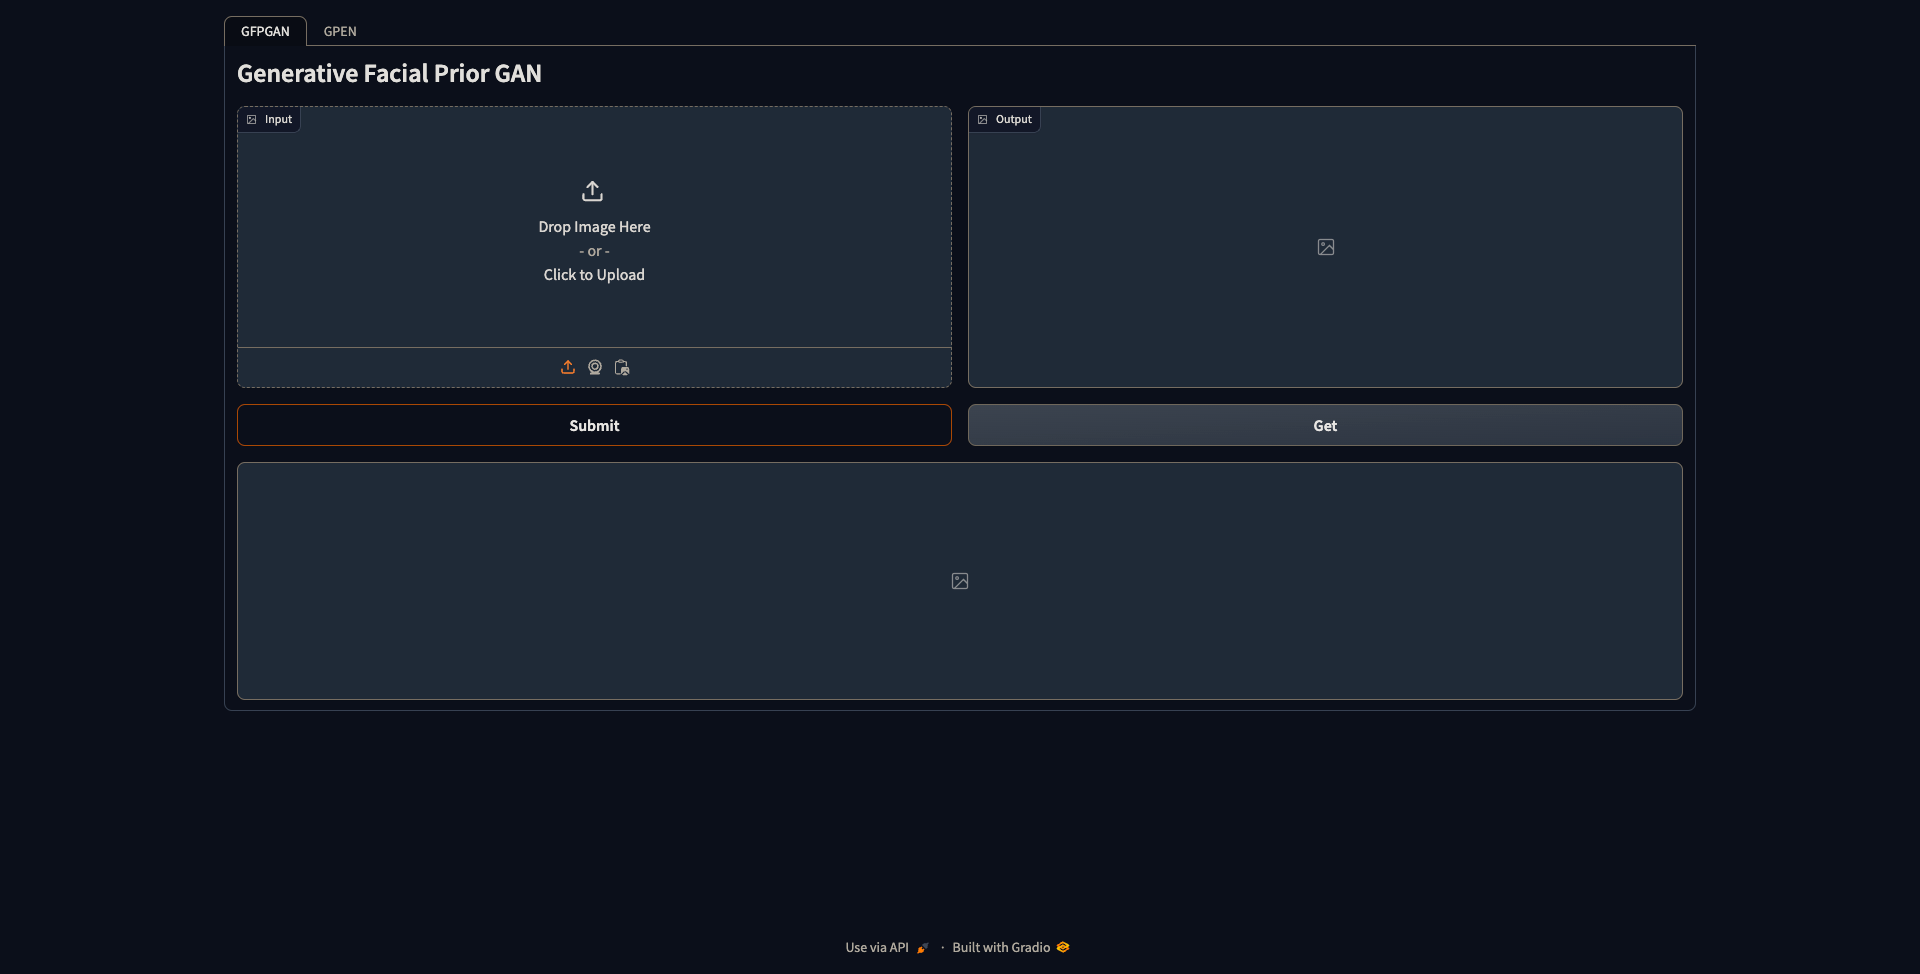 GFPGAN
GPEN
Generative Facial Prior GAN
Input
Output
Drop Image Here
- or -
Click to Upload
Submit
Get
Use via API · Built with Gradio